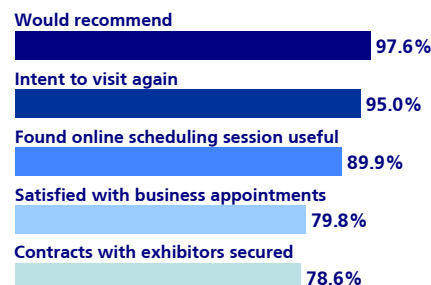 Would recommend
97.6%
Intent to visit again
95.0%
Found online scheduling session useful
89.9%
Satisfied with business appointments
79.8%
Contracts with exhibitors secured
78.6%